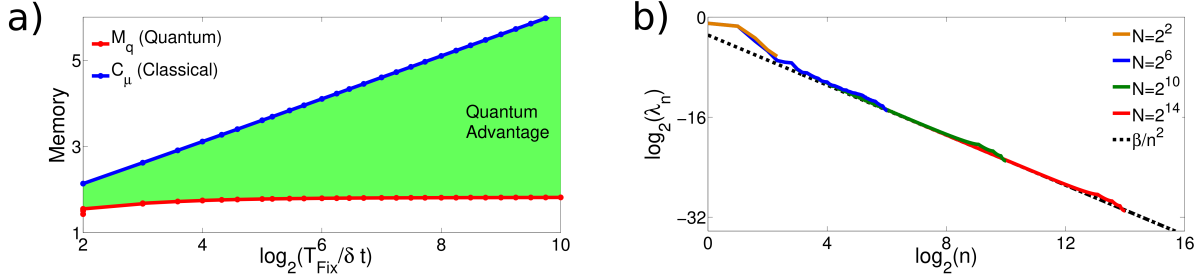 a)
M_q (Quantum)
C_μ (Classical)
Quantum
Advantage
Memory
5
3
1
2
4
6
8
10
log_2(T_Fix/δ t)
b)
N=2^2
N=2^6
N=2^10
N=2^14
β/n^2
log_2(λ_n)
0
−16
−32
0
4
8
12
16
log_2(n)